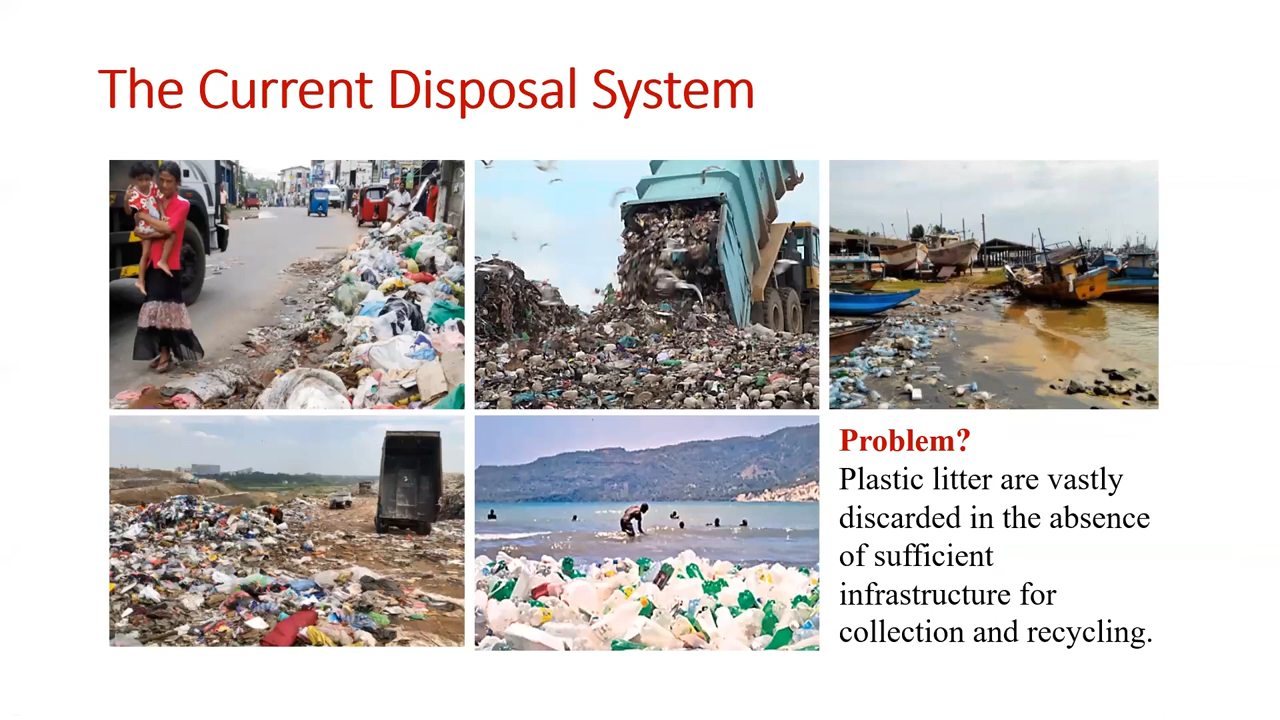 The Current Disposal System
Problem?
Plastic litter are vastly
discarded in the absence
of sufficient
infrastructure for
collection and recycling.